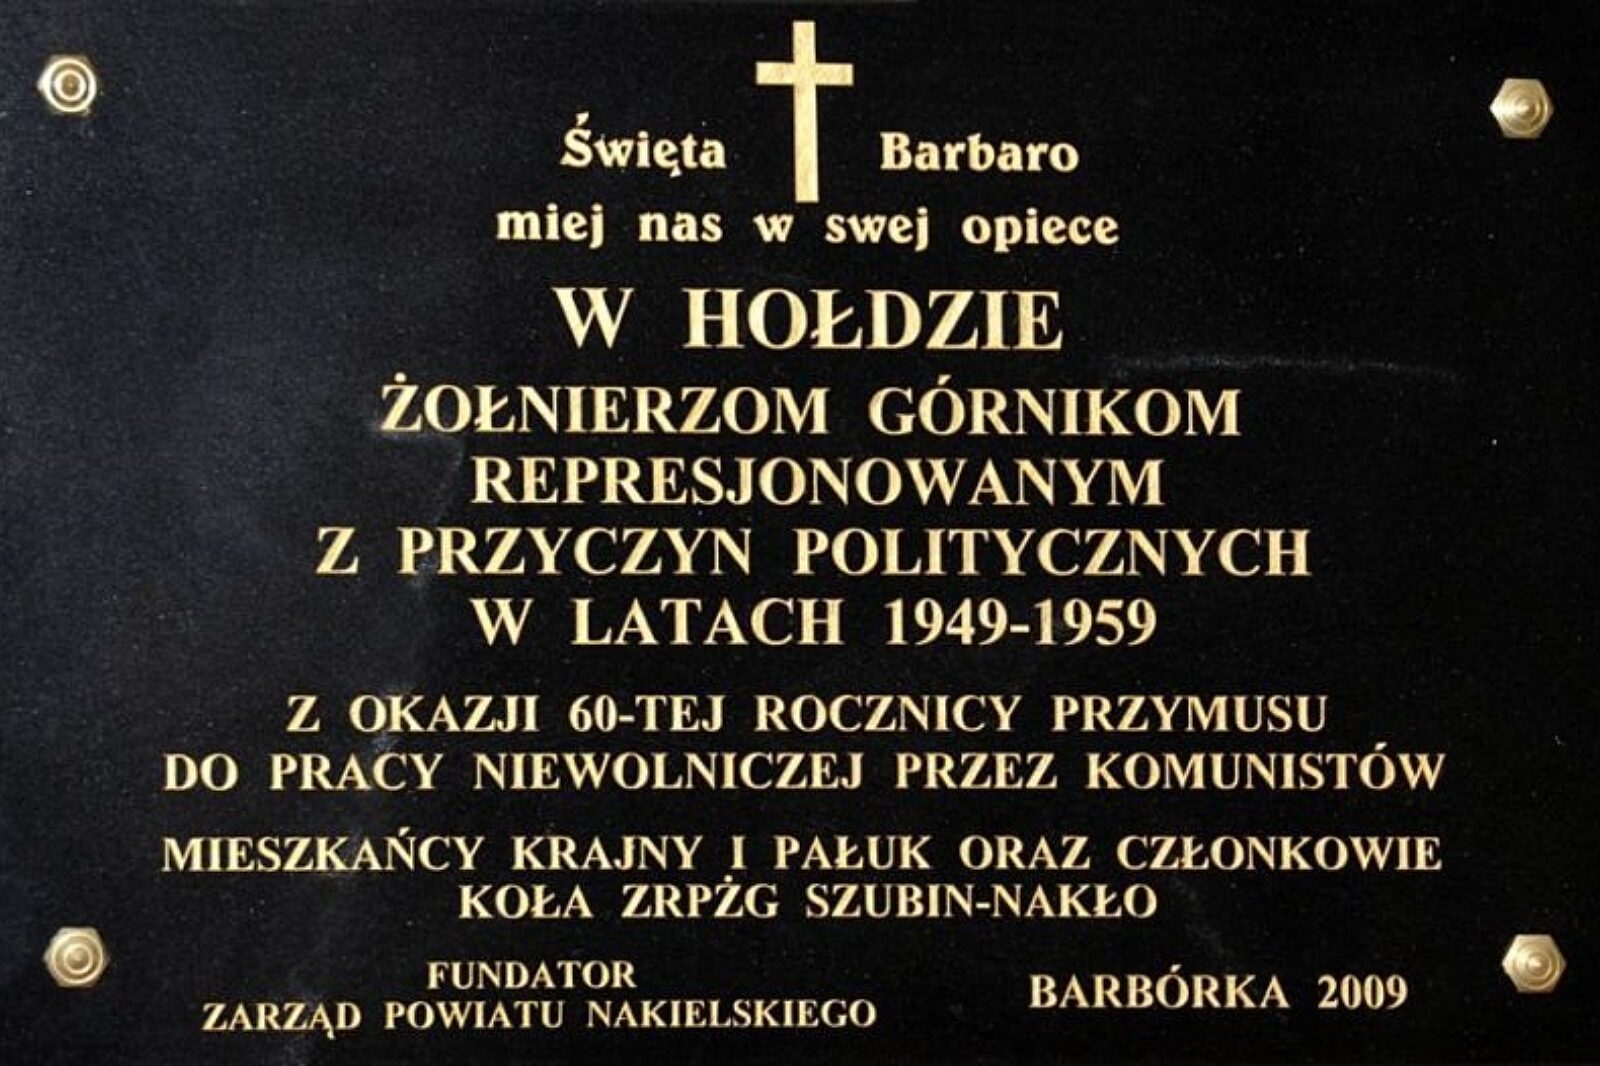 Święta Barbaro
miej nas w swej opiece
W HOŁDZIE
ŻOŁNIERZOM GÓRNIKOM
REPRESJONOWANYM
Z PRZYCZYN POLITYCZNYCH
W LATACH 1949-1959
Z OKAZJI 60-TEJ ROCZNICY PRZYMUSU
DO PRACY NIEWOLNICZEJ PRZEZ KOMUNISTÓW
MIESZKAŃCY KRAJNY I PAŁUK ORAZ CZŁONKOWIE
KOŁA ZRPŻG SZUBIN-NAKŁO
FUNDATOR
ZARZĄD POWIATU NAKIELSKIEGO
BARBÓRKA 2009